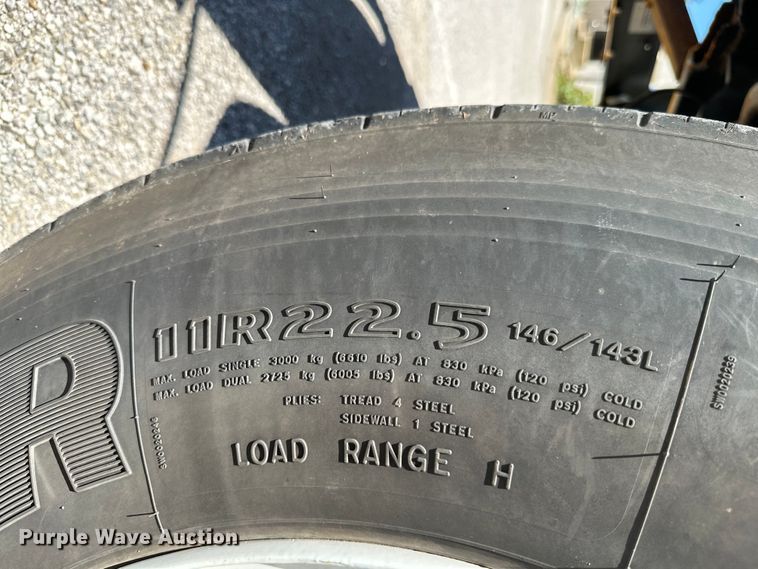 MP
11R22.5 146/143L
MAX. LOAD SINGLE 3000 kg (6610 lbs) AT 830 kPa (120 psi) COLD
MAX. LOAD DUAL 2725 kg (6005 lbs) AT 830 kPa (120 psi) COLD
PLIES: TREAD 4 STEEL
SIDEWALL 1 STEEL
LOAD RANGE H
R
SW0020239
Purple Wave Auction